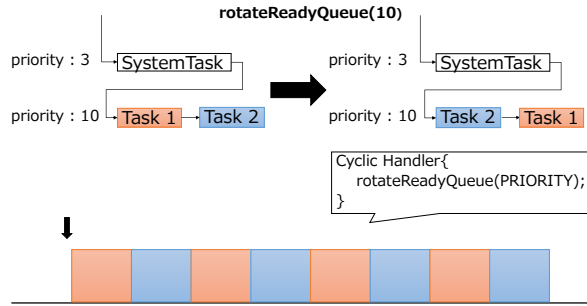 rotateReadyQueue(10)
priority : 3
SystemTask
priority : 10
Task 1
Task 2
priority : 3
SystemTask
priority : 10
Task 2
Task 1
Cyclic Handler{
rotateReadyQueue(PRIORITY);
}